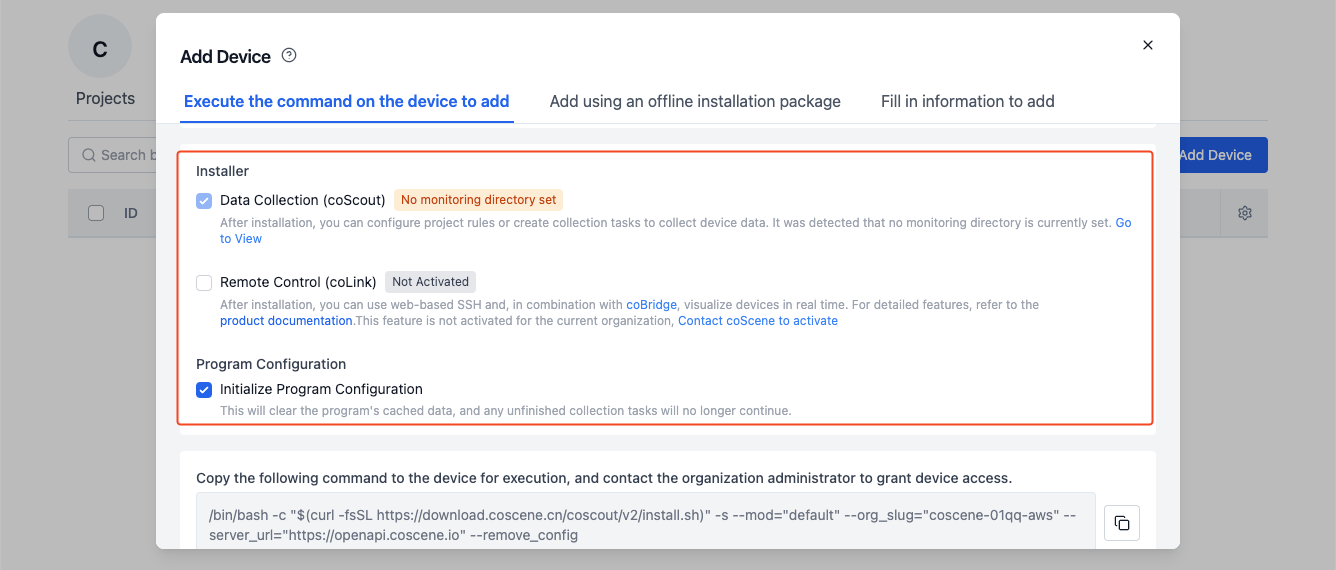 C
Projects
Search b
ID
Add Device
Add Device
Execute the command on the device to add
Add using an offline installation package
Fill in information to add
Installer
Data Collection (coScout) No monitoring directory set
After installation, you can configure project rules or create collection tasks to collect device data. It was detected that no monitoring directory is currently set. Go
to View
Remote Control (coLink) Not Activated
After installation, you can use web-based SSH and, in combination with coBridge, visualize devices in real time. For detailed features, refer to the
product documentation.This feature is not activated for the current organization, Contact coScene to activate
Program Configuration
Initialize Program Configuration
This will clear the program's cached data, and any unfinished collection tasks will no longer continue.
Copy the following command to the device for execution, and contact the organization administrator to grant device access.
/bin/bash -c "$(curl -fsSL https://download.coscene.cn/coscout/v2/install.sh)" -s --mod="default" --org_slug="coscene-01qq-aws" --
server_url="https://openapi.coscene.io" --remove_config